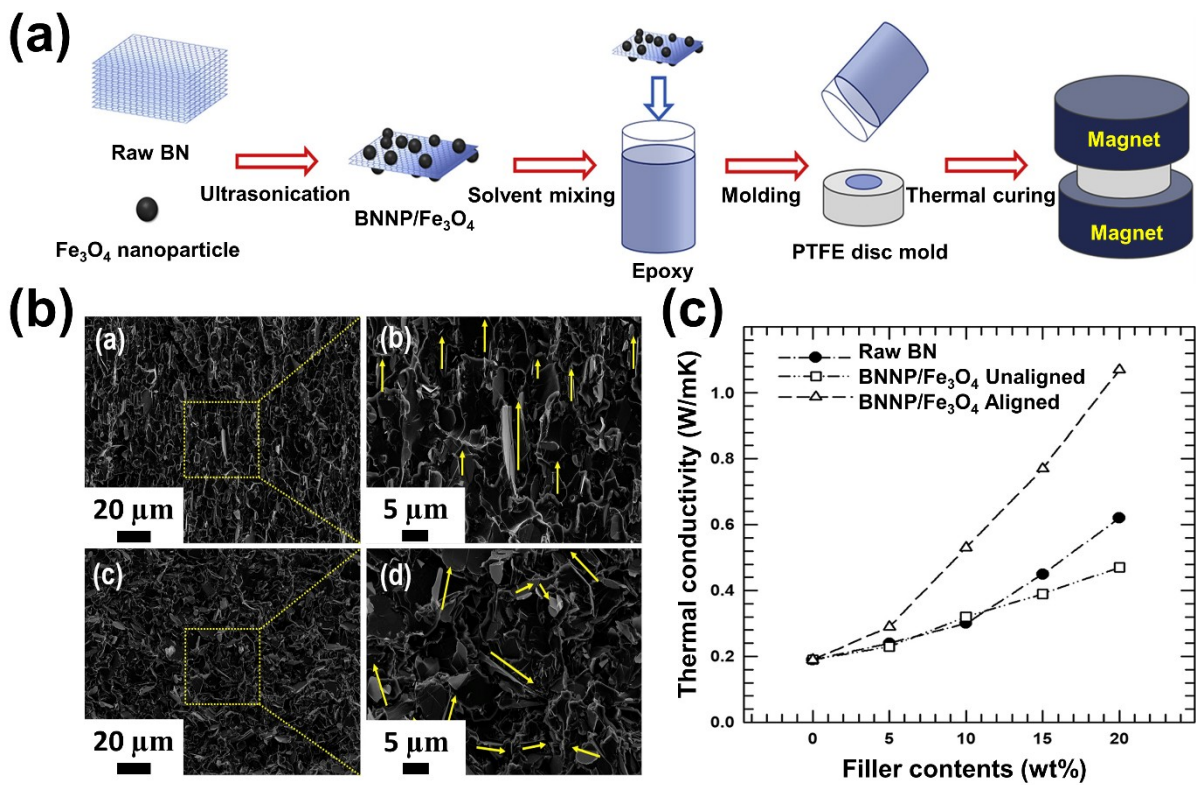 (a)
Raw BN
Fe₃O₄ nanoparticle
Ultrasonication
BNNP/Fe₃O₄
Solvent mixing
Epoxy
Molding
PTFE disc mold
Thermal curing
Magnet
Magnet
(b)
(a)
20 µm
(b)
5 µm
(c)
20 µm
(d)
5 µm
(c)
Raw BN
BNNP/Fe₃O₄ Unaligned
BNNP/Fe₃O₄ Aligned
Thermal conductivity (W/mK)
1.0
0.8
0.6
0.4
0.2
0.0
0 5 10 15 20
Filler contents (wt%)